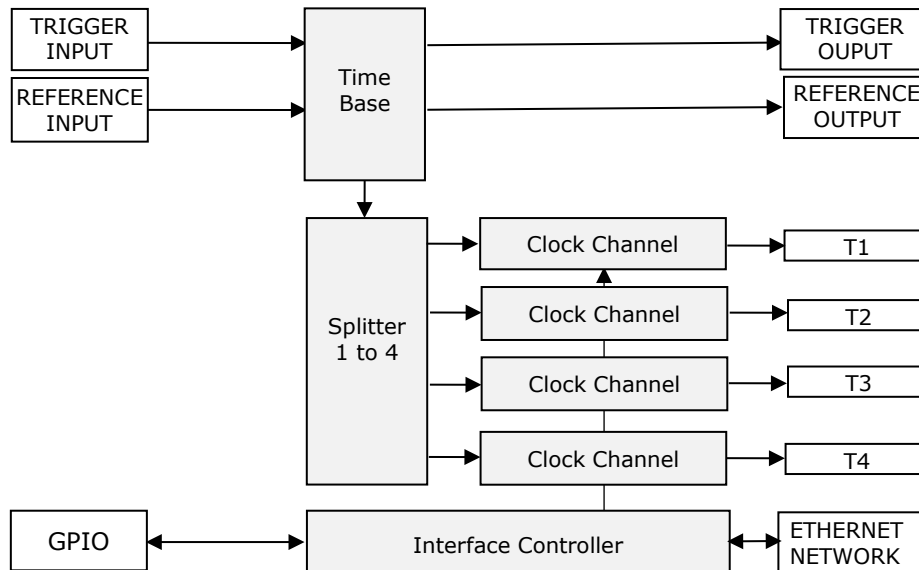 TRIGGER
INPUT
Time
Base
TRIGGER
OUPUT
REFERENCE
INPUT
REFERENCE
OUTPUT
Splitter
1 to 4
Clock Channel
T1
Clock Channel
T2
Clock Channel
T3
Clock Channel
T4
GPIO
Interface Controller
ETHERNET
NETWORK